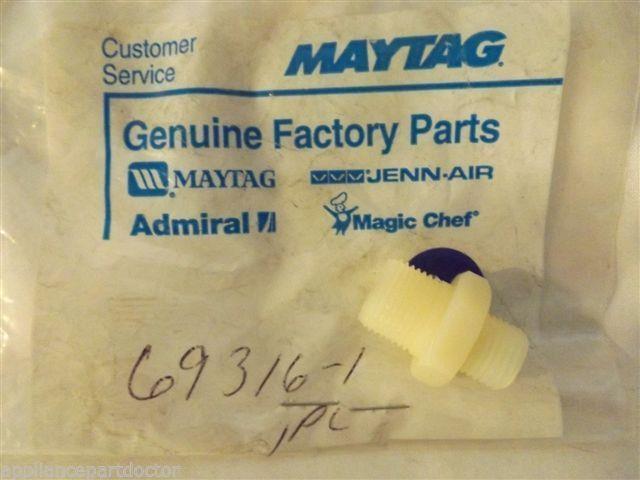 Customer
Service
MAYTAG
Genuine Factory Parts
MAYTAG
JENN-AIR
Admiral
Magic Chef®
69316-1
1PC
appliancepartdoctor